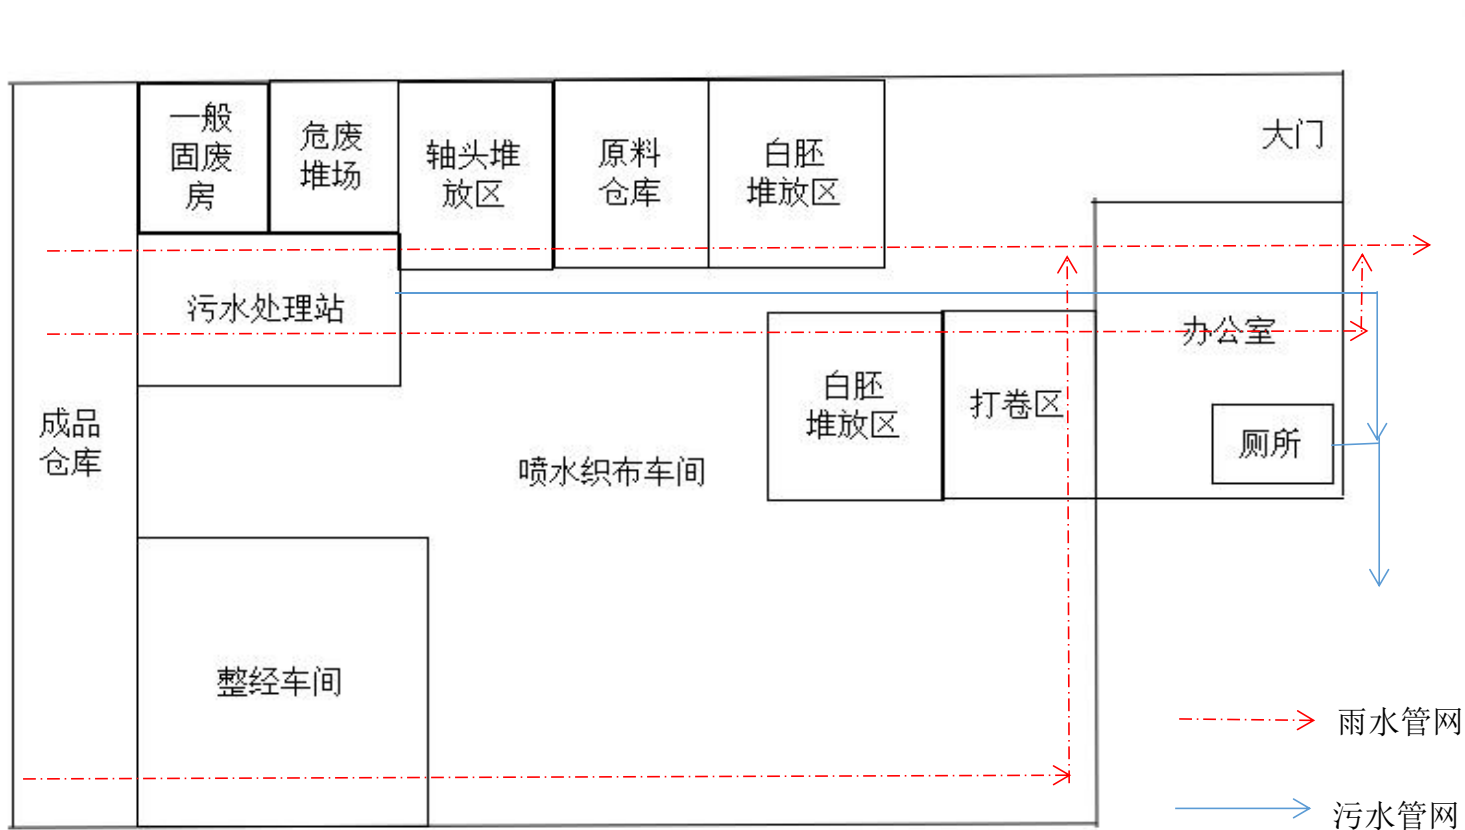 一般
固废
房
危废
堆场
轴头堆
放区
原料
仓库
白胚
堆放区
大门
污水处理站
办公室
白胚
堆放区
打卷区
成品
仓库
厕所
喷水织布车间
整经车间
雨水管网
污水管网